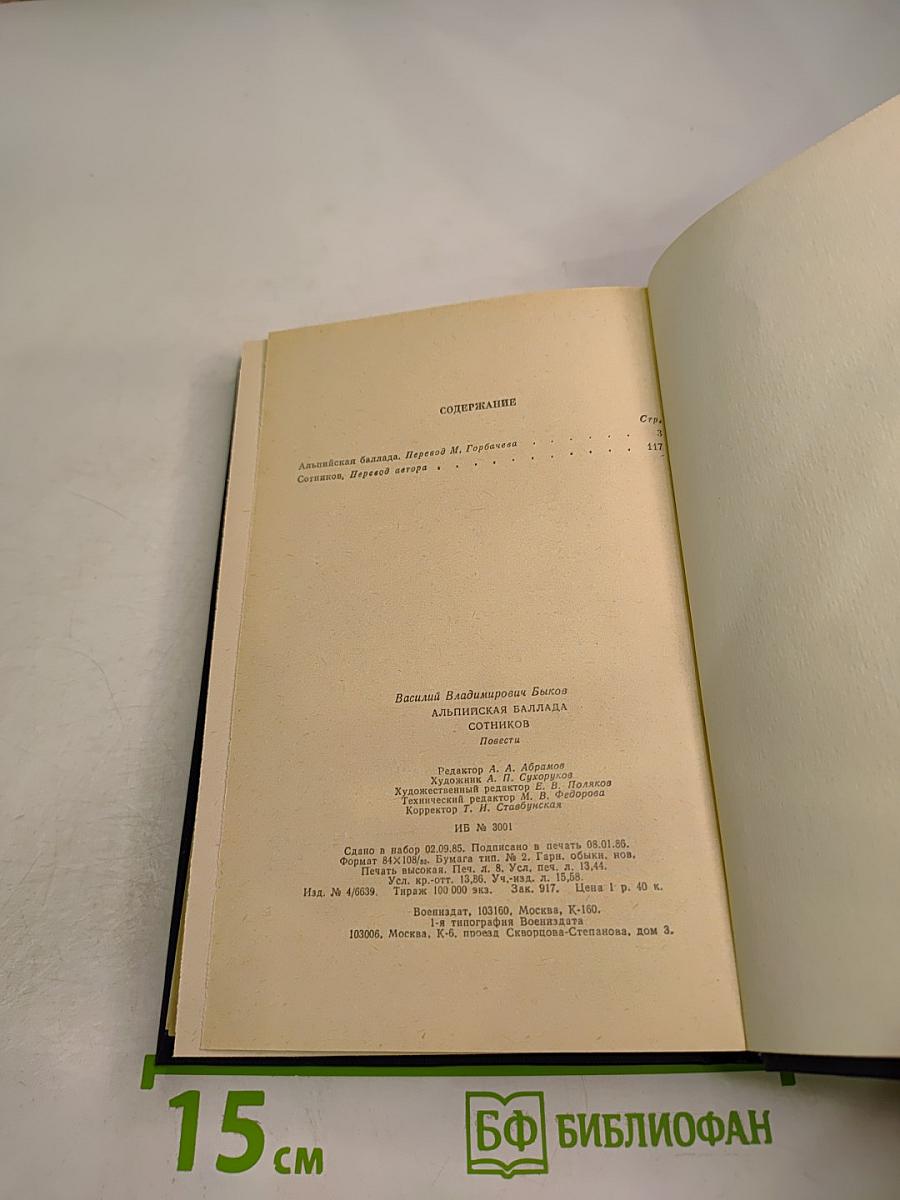 СОДЕРЖАНИЕ
Стр.
Альпийская баллада. Перевод М. Горбачева . . . . . . 3
Сотников. Перевод автора . . . . . . . . . . 117
Василий Владимирович Быков
АЛЬПИЙСКАЯ БАЛЛАДА
СОТНИКОВ
Повести
Редактор А. А. Абрамов
Художник А. П. Сухоруков
Художественный редактор Е. В. Поляков
Технический редактор М. В. Федорова
Корректор Т. И. Ставбунская
ИБ № 3001
Сдано в набор 02.09.85. Подписано в печать 08.01.86.
Формат 84×108/32. Бумага тип. № 2. Гарн. обыкн. нов.
Печать высокая. Печ. л. 8. Усл. печ. л. 13,44.
Усл. кр.-отт. 13,86. Уч.-изд. л. 15,58.
Изд. № 4/6639. Тираж 100 000 экз. Зак. 917. Цена 1 р. 40 к.
Воениздат, 103160, Москва, К-160.
1-я типография Воениздата
103006, Москва, К-6, проезд Скворцова-Степанова, дом 3.
15 см
БФ БИБЛИОФАН